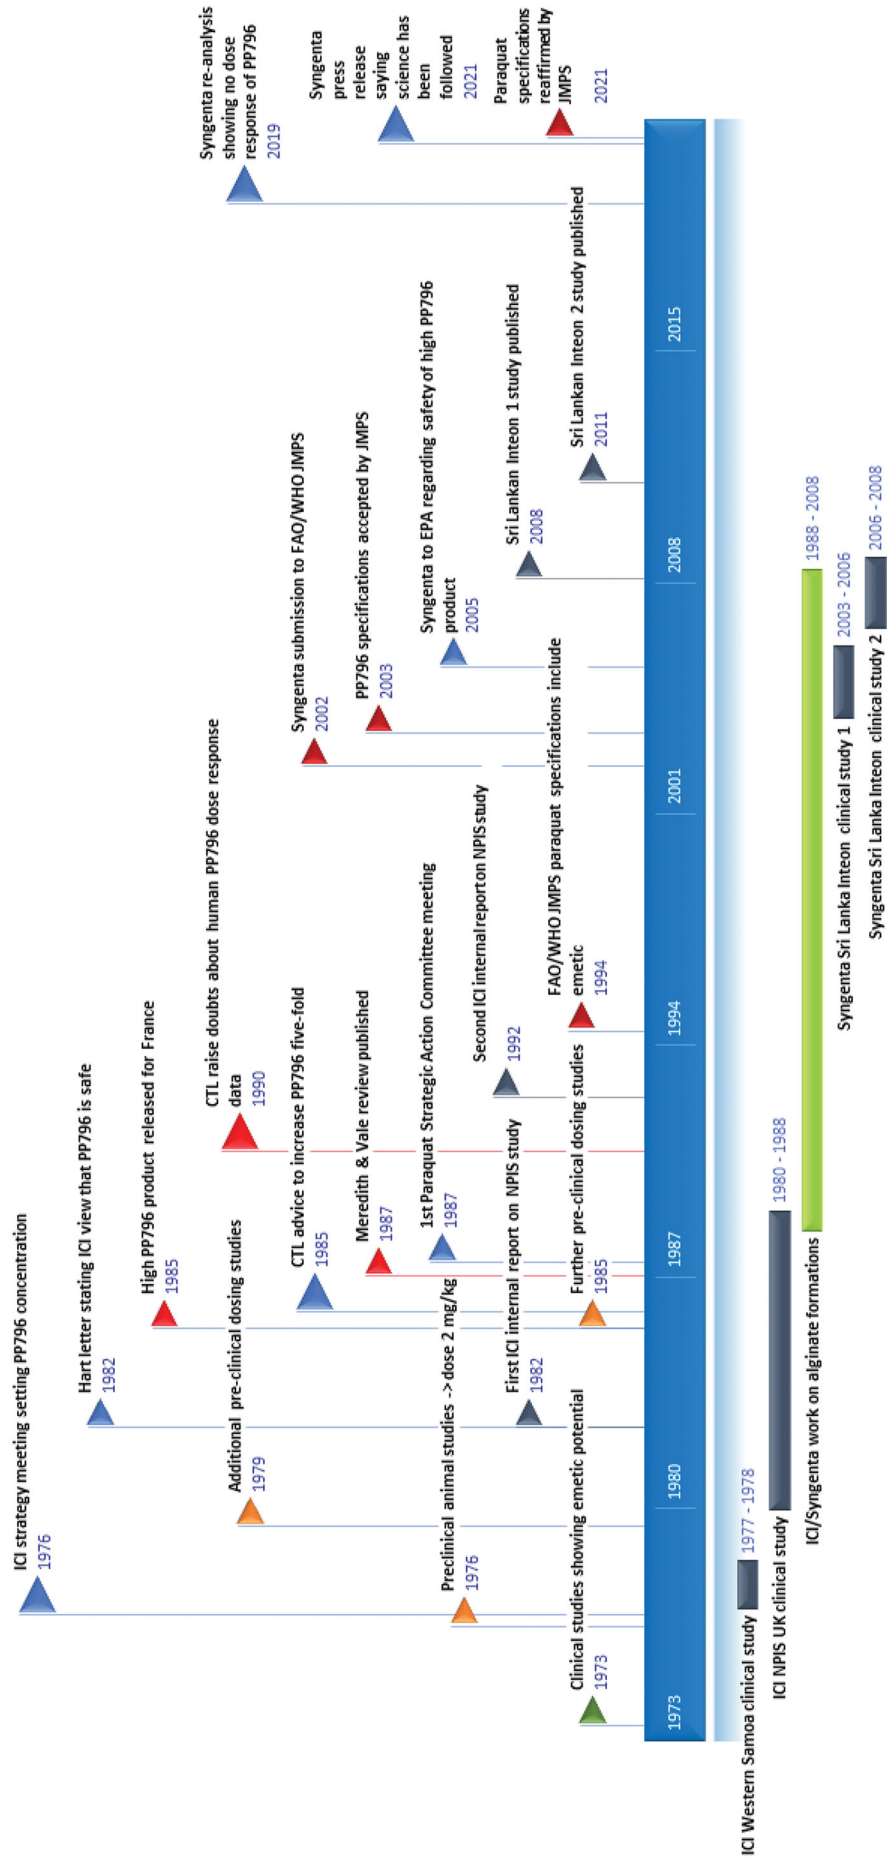 ICI strategy meeting setting PP796 concentration
1976
Hart letter stating ICI view that PP796 is safe
1982
High PP796 product released for France
1985
CTL raise doubts about human PP796 dose response
data
1990
Syngenta re-analysis
showing no dose
response of PP796
2019
Additional pre-clinical dosing studies
1979
CTL advice to increase PP796 five-fold
1985
Syngenta submission to FAO/WHO JMPS
2002
Syngenta
press
release
saying
science has
been
followed
2021
Meredith & Vale review published
1987
PP796 specifications accepted by JMPS
2003
1st Paraquat Strategic Action Committee meeting
1987
Syngenta to EPA regarding safety of high PP796
product
2005
Preclinical animal studies -> dose 2 mg/kg
1976
First ICI internal report on NPIS study
1982
Second ICI internal report on NPIS study
1992
Sri Lankan Inteon 1 study published
2008
Paraquat
specifications
reaffirmed by
JMPS
2021
Clinical studies showing emetic potential
1973
Further pre-clinical dosing studies
1985
FAO/WHO JMPS paraquat specifications include
emetic
1994
Sri Lankan Inteon 2 study published
2011
1973
1980
1987
1994
2001
2008
2015
ICI Western Samoa clinical study
1977 - 1978
ICI NPIS UK clinical study
1980 - 1988
ICI/Syngenta work on alginate formations
1988 - 2008
Syngenta Sri Lanka Inteon clinical study 1
2003 - 2006
Syngenta Sri Lanka Inteon clinical study 2
2006 - 2008